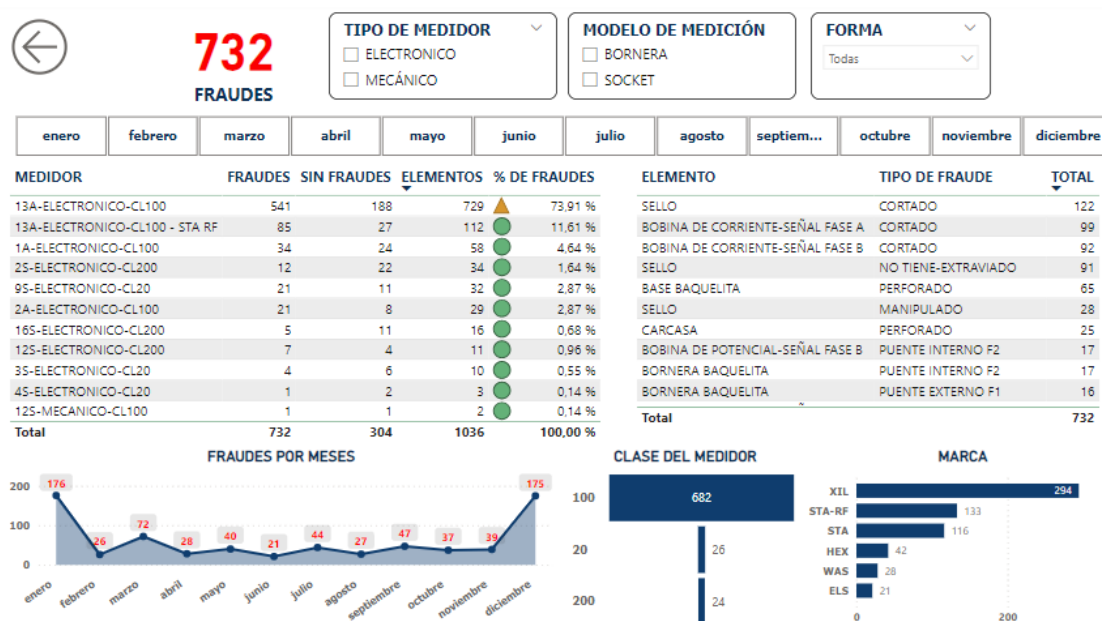 732
FRAUDES
TIPO DE MEDIDOR
ELECTRONICO
MECÁNICO
MODELO DE MEDICIÓN
BORNERA
SOCKET
FORMA
Todas
enero febrero marzo abril mayo junio julio agosto septiem... octubre noviembre diciembre
MEDIDOR FRAUDES SIN FRAUDES ELEMENTOS % DE FRAUDES
13A-ELECTRONICO-CL100 541 188 729 73,91 %
13A-ELECTRONICO-CL100 - STA RF 85 27 112 11,61 %
1A-ELECTRONICO-CL100 34 24 58 4,64 %
2S-ELECTRONICO-CL200 12 22 34 1,64 %
9S-ELECTRONICO-CL20 21 11 32 2,87 %
2A-ELECTRONICO-CL100 21 8 29 2,87 %
16S-ELECTRONICO-CL200 5 11 16 0,68 %
12S-ELECTRONICO-CL200 7 4 11 0,96 %
3S-ELECTRONICO-CL20 4 6 10 0,55 %
4S-ELECTRONICO-CL20 1 2 3 0,14 %
12S-MECANICO-CL100 1 1 2 0,14 %
Total 732 304 1036 100,00 %
ELEMENTO TIPO DE FRAUDE TOTAL
SELLO CORTADO 122
BOBINA DE CORRIENTE-SEÑAL FASE A CORTADO 99
BOBINA DE CORRIENTE-SEÑAL FASE B CORTADO 92
SELLO NO TIENE-EXTRAVIADO 91
BASE BAQUELITA PERFORADO 65
SELLO MANIPULADO 28
CARCASA PERFORADO 25
BOBINA DE POTENCIAL-SEÑAL FASE B PUENTE INTERNO F2 17
BORNERA BAQUELITA PUENTE INTERNO F2 17
BORNERA BAQUELITA PUENTE EXTERNO F1 16
Total 732
FRAUDES POR MESES
200
100
0
176 26 72 28 40 21 44 27 47 37 39 175
enero febrero marzo abril mayo junio julio agosto septiembre octubre noviembre diciembre
CLASE DEL MEDIDOR
100 682
20 26
200 24
MARCA
XIL 294
STA-RF 133
STA 116
HEX 42
WAS 28
ELS 21
0 200